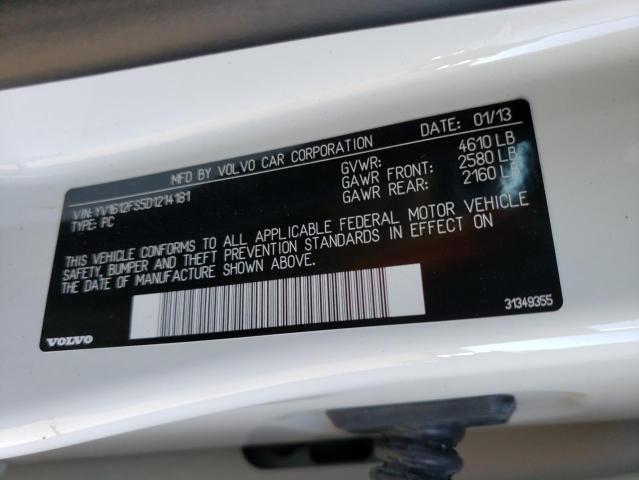 MFD BY VOLVO CAR CORPORATION DATE: 01/13
VIN: YV1612FS5D1214181 GVWR: 4610 LB
TYPE: PC GAWR FRONT: 2580 LB
GAWR REAR: 2160 LB
THIS VEHICLE CONFORMS TO ALL APPLICABLE FEDERAL MOTOR VEHICLE
SAFETY, BUMPER AND THEFT PREVENTION STANDARDS IN EFFECT ON
THE DATE OF MANUFACTURE SHOWN ABOVE.
31349355
VOLVO